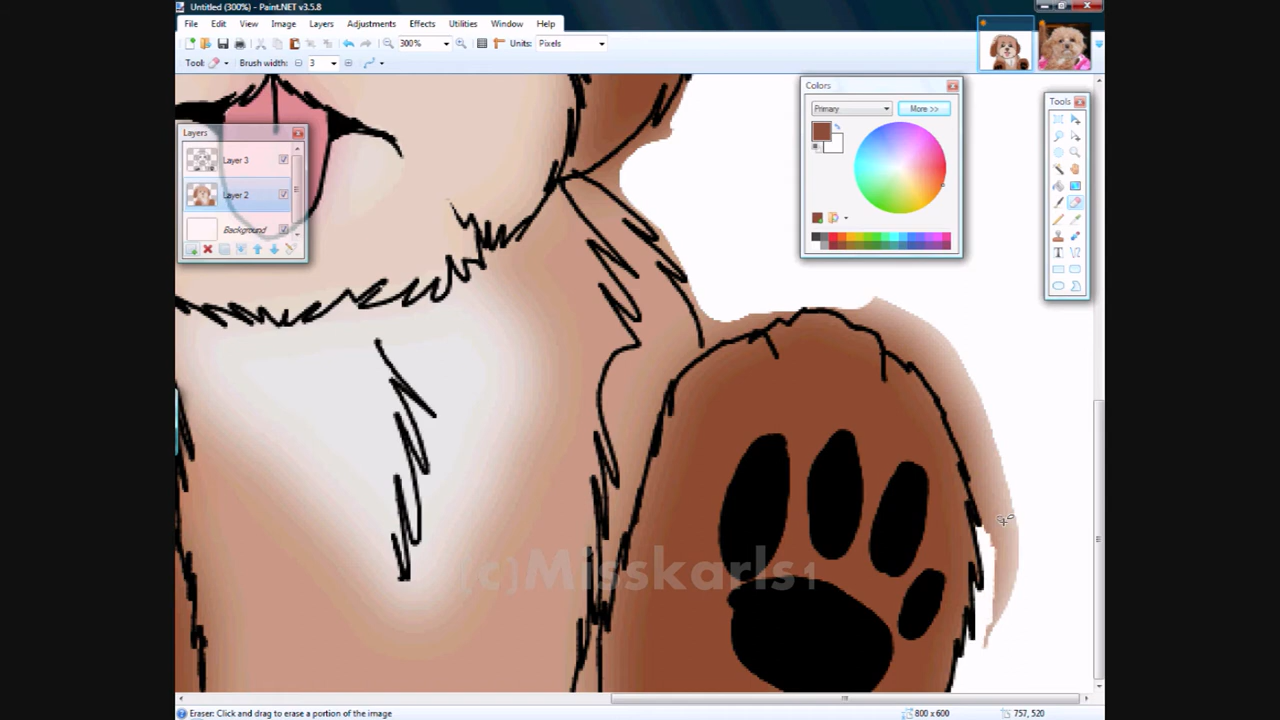 Untitled (300%) - Paint.NET v3.5.8
File Edit View Image Layers Adjustments Effects Utilities Window Help
300% Units: Pixels
Tool: Brush width: 3
Colors
Primary More >>
Tools
Layers
Layer 3
Layer 2
Background
(c)Misskarls1
Eraser: Click and drag to erase a portion of the image 800 x 600 757, 520